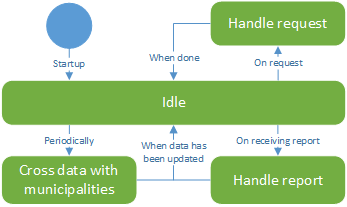 Handle request
When done
On request
Startup
Idle
Periodically
When data has
been updated
On receiving report
Cross data with
municipalities
Handle report